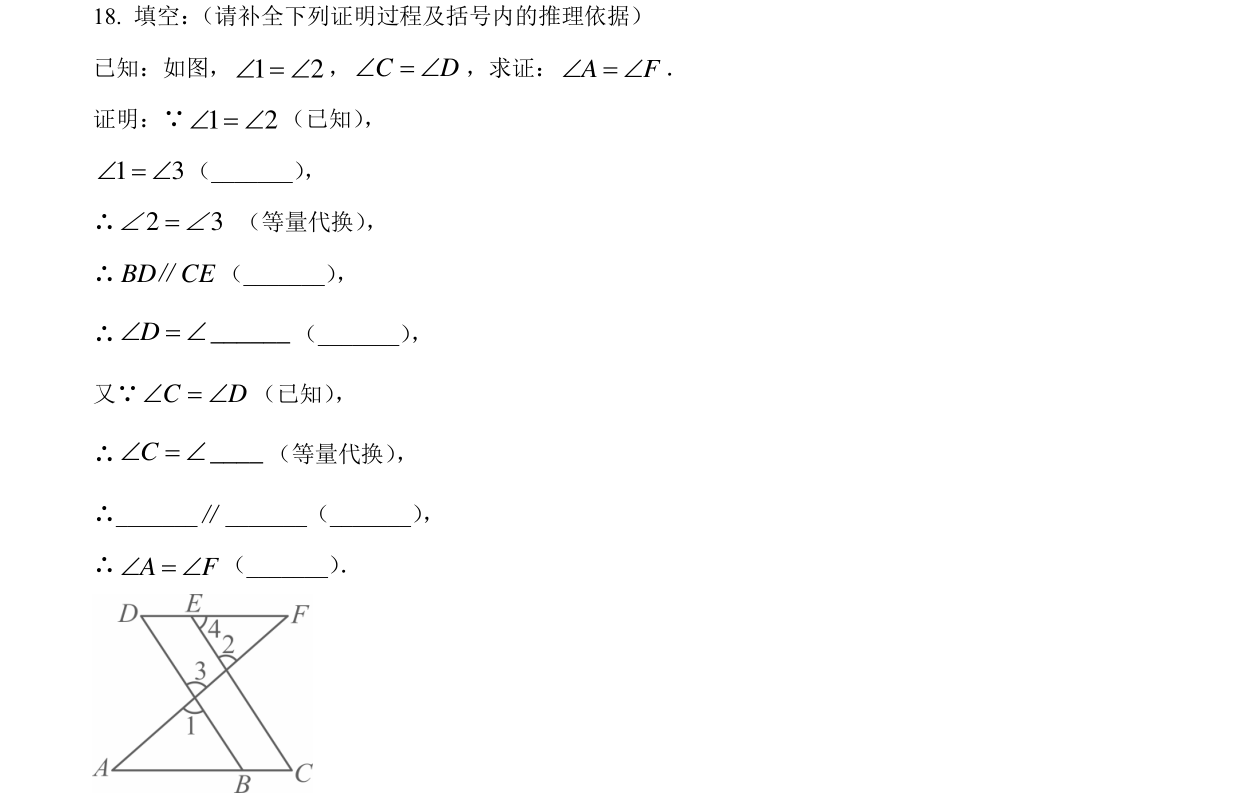 18. 填空:（请补全下列证明过程及括号内的推理依据）
已知：如图，∠1=∠2，∠C=∠D，求证：∠A=∠F．
证明：∵∠1=∠2（已知），
∠1=∠3（_______），
∴∠2=∠3 （等量代换），
∴BD∥CE（_______），
∴∠D=∠______（_______），
又∵∠C=∠D（已知），
∴∠C=∠____（等量代换），
∴_______∥_______（_______），
∴∠A=∠F（_______）．
D E F
4
2
3
1
A B C